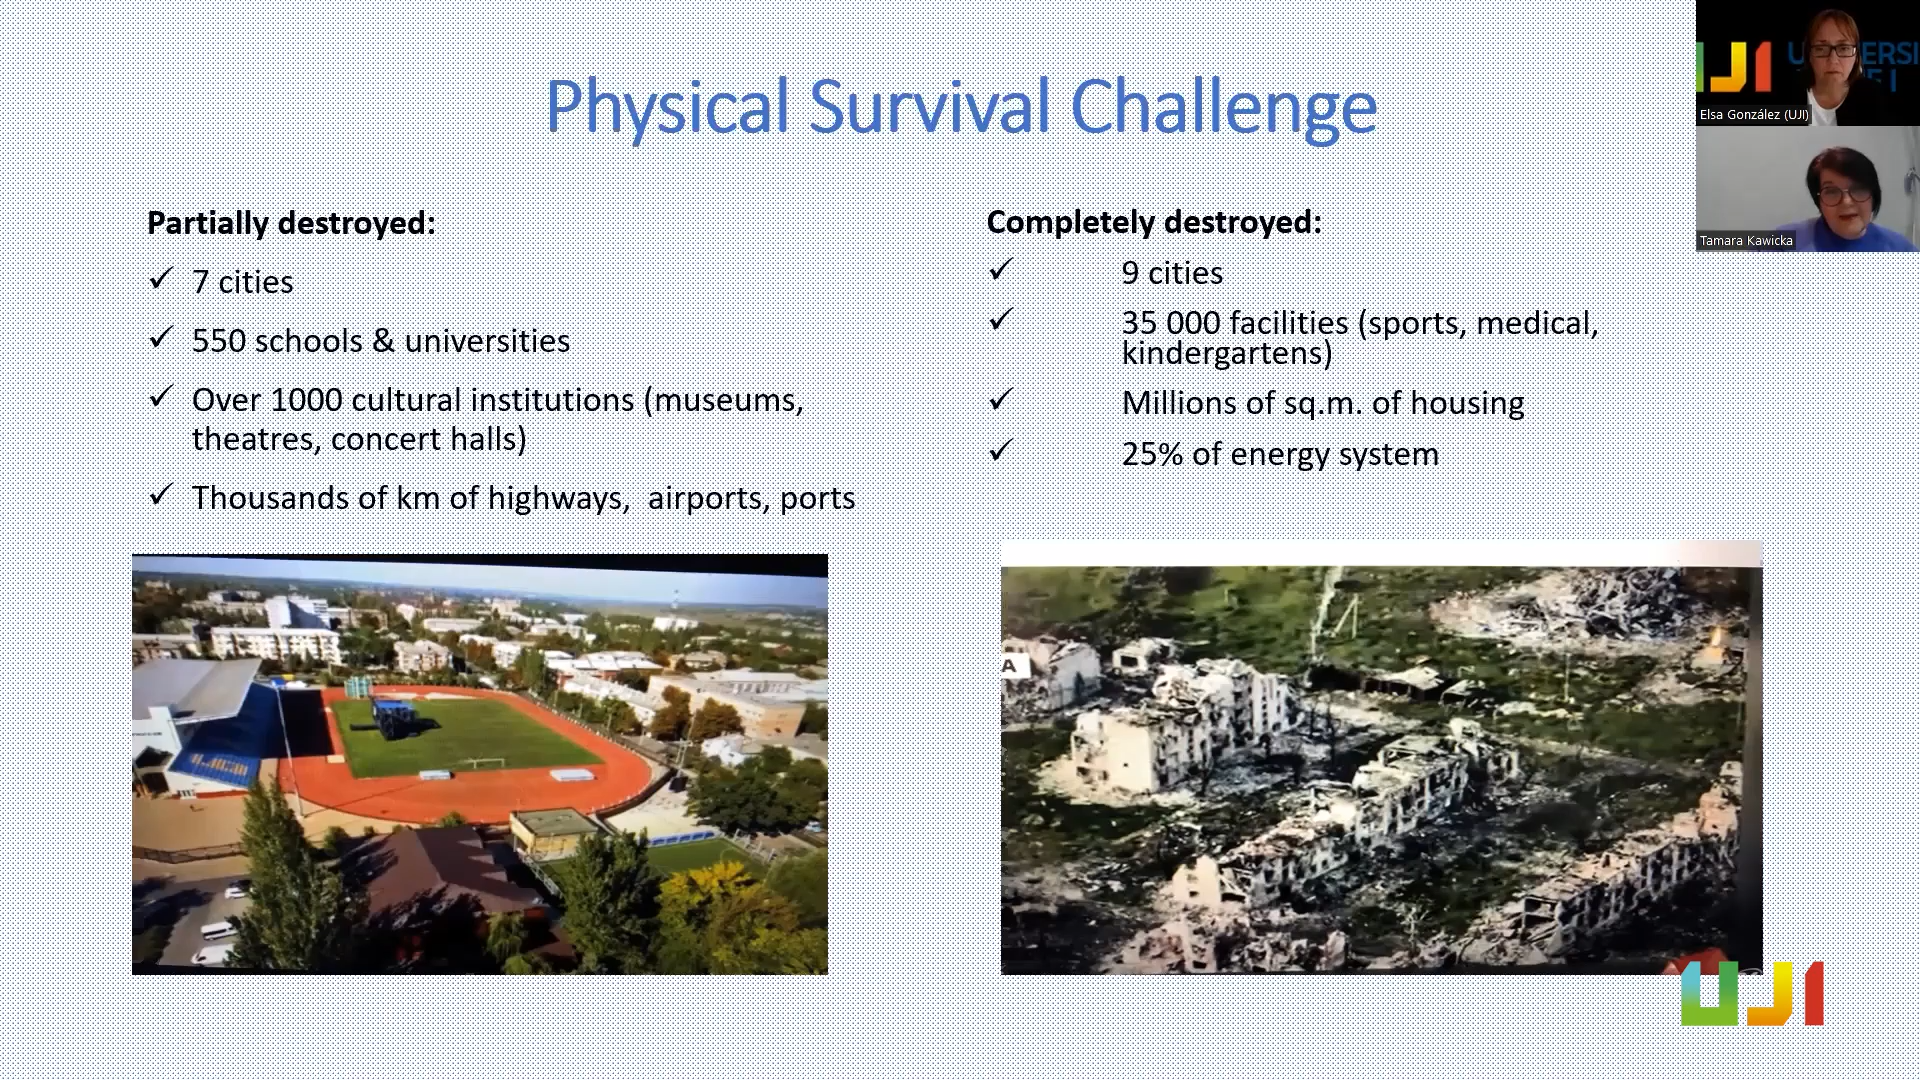 Physical Survival Challenge
Partially destroyed:
✓ 7 cities
✓ 550 schools & universities
✓ Over 1000 cultural institutions (museums,
theatres, concert halls)
✓ Thousands of km of highways,  airports, ports
Completely destroyed:
✓ 9 cities
✓ 35 000 facilities (sports, medical,
kindergartens)
✓ Millions of sq.m. of housing
✓ 25% of energy system
A
UJI
UJI
Elsa González (UJI)
Tamara Kawicka